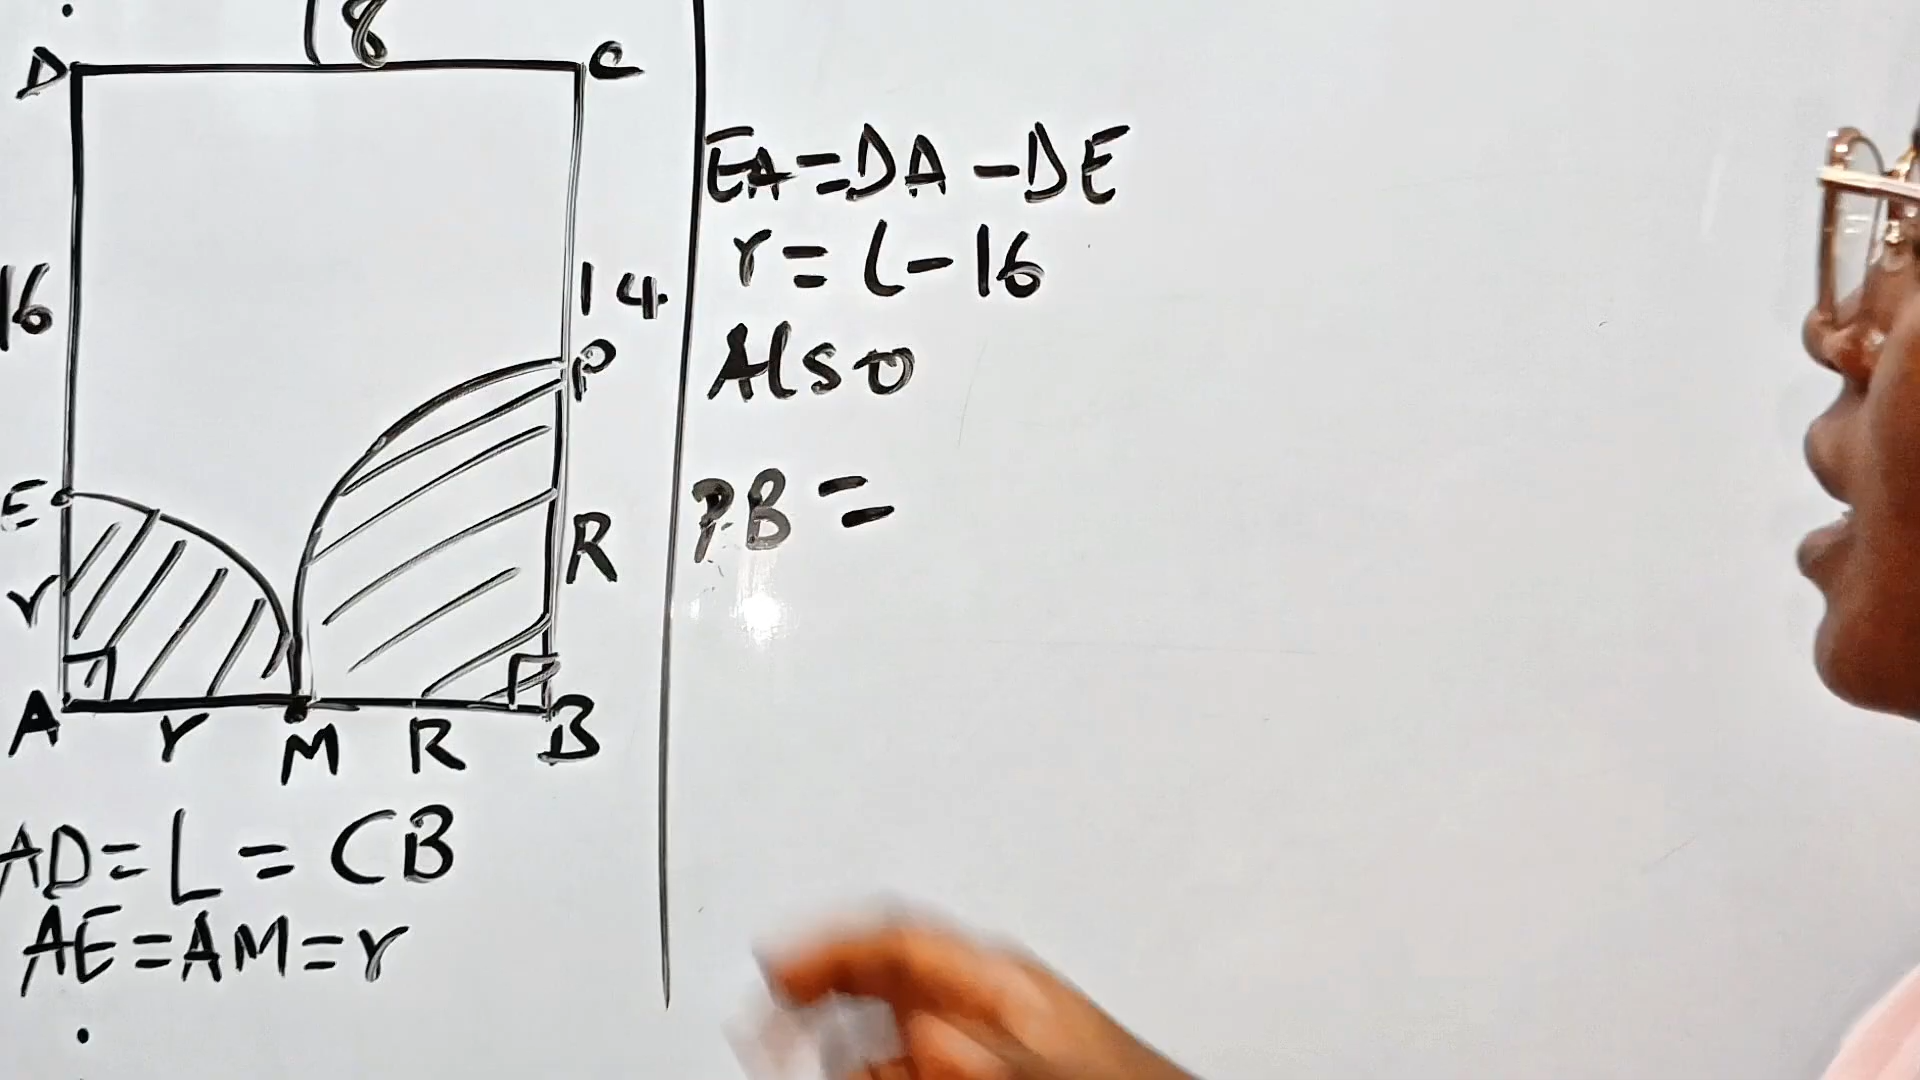 18
D
C
16
14.
P
E
R
r
A
r
M
R
B
AD = L = CB
AE = AM = r
EA = DA - DE
r = L - 16
Also
PB =